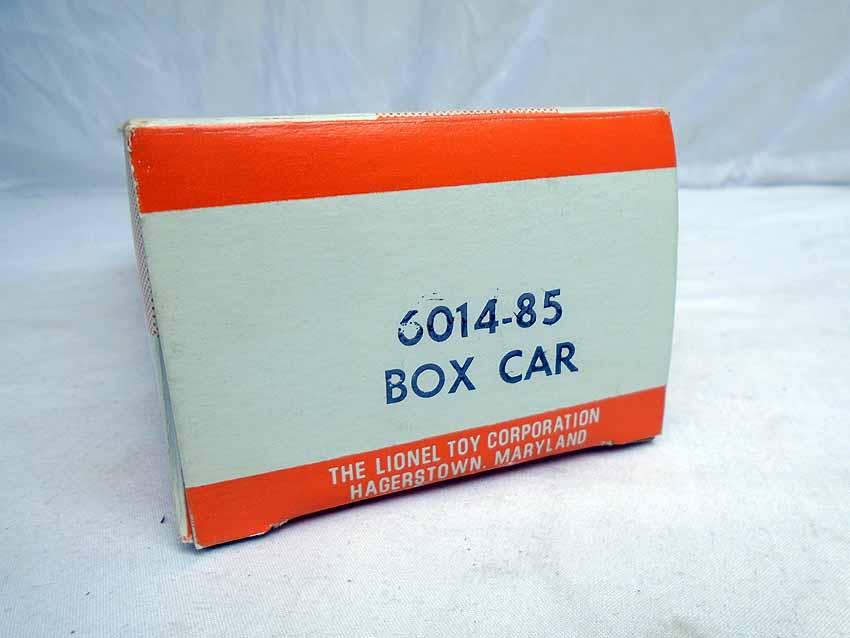 6014-85
BOX CAR
THE LIONEL TOY CORPORATION
HAGERSTOWN, MARYLAND